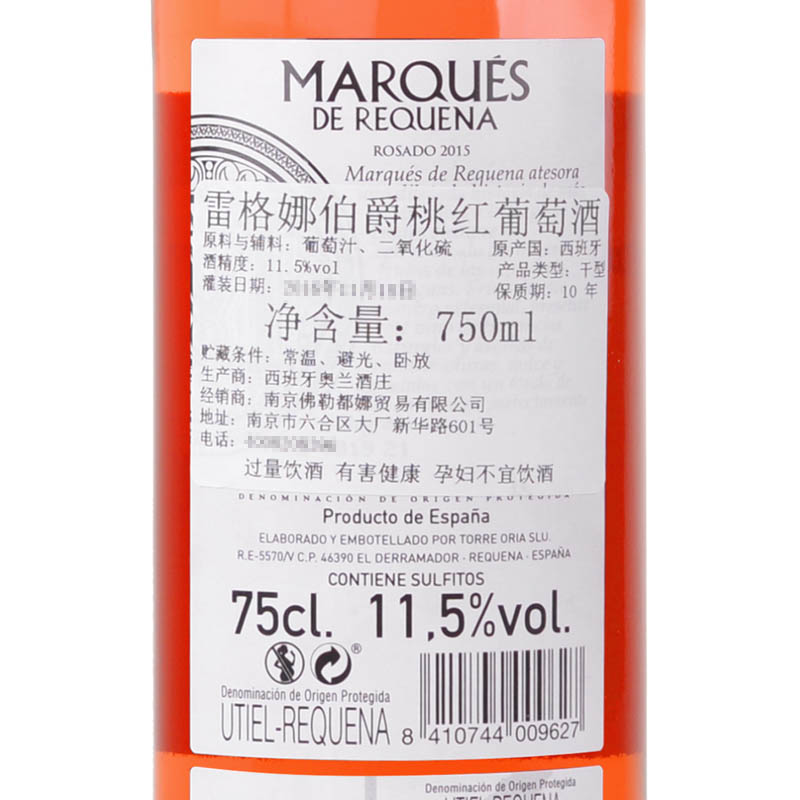 MARQUÉS
DE REQUENA
ROSADO 2015
Marqués de Requena atesora
雷格娜伯爵桃红葡萄酒
原料与辅料：葡萄汁、二氧化硫 原产国：西班牙
酒精度：11.5%vol 产品类型：干型
灌装日期： 保质期：10 年
净含量：750ml
贮藏条件：常温、避光、卧放
生产商：西班牙奥兰酒庄
经销商：南京佛勒都娜贸易有限公司
地址：南京市六合区大厂新华路601号
电话：
过量饮酒 有害健康 孕妇不宜饮酒
DENOMINACIÓN DE ORIGEN PROTEGIDA
Producto de España
ELABORADO Y EMBOTELLADO POR TORRE ORIA SLU.
R.E-5570/V C.P. 46390 EL DERRAMADOR - REQUENA - ESPAÑA
CONTIENE SULFITOS
75cl. 11,5%vol.
®
Denominación de Origen Protegida
UTIEL-REQUENA
8 410744 009627
Denominación de Origen Protegida
UTIEL-REQUENA